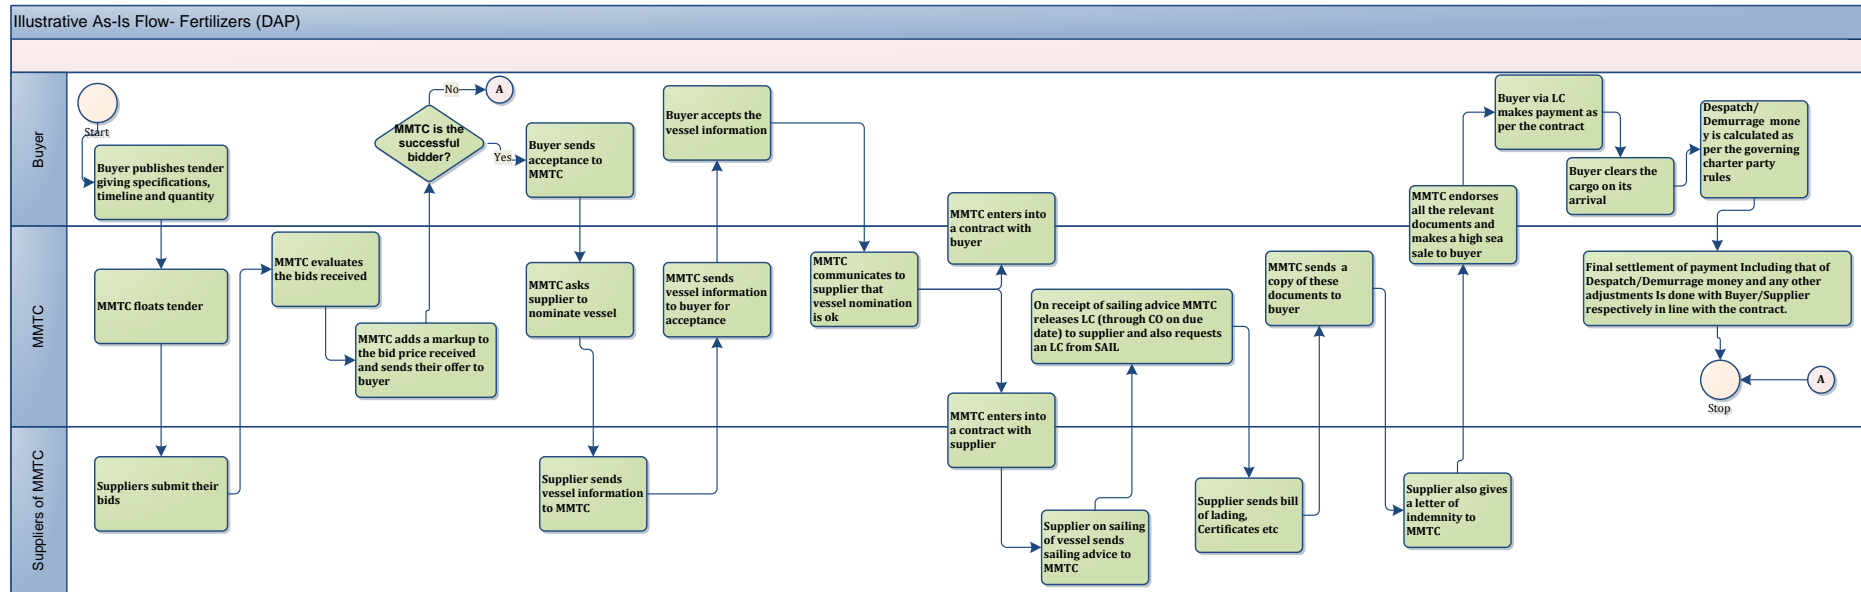 Illustrative As-Is Flow- Fertilizers (DAP)
Buyer
Start
Buyer publishes tender
giving specifications,
timeline and quantity
No
A
MMTC is the
successful
bidder?
Yes
Buyer sends
acceptance to
MMTC
Buyer accepts the
vessel information
MMTC enters into
a contract with
buyer
MMTC endorses
all the relevant
documents and
makes a high sea
sale to buyer
Buyer via LC
makes payment as
per the contract
Buyer clears the
cargo on its
arrival
Despatch/
Demurrage mone
y is calculated as
per the governing
charter party
rules
MMTC
MMTC floats tender
MMTC evaluates
the bids received
MMTC adds a markup to
the bid price received
and sends their offer to
buyer
MMTC asks
supplier to
nominate vessel
MMTC sends
vessel information
to buyer for
acceptance
MMTC
communicates to
supplier that
vessel nomination
is ok
On receipt of sailing advice MMTC
releases LC (through CO on due
date) to supplier and also requests
an LC from SAIL
MMTC sends a
copy of these
documents to
buyer
Final settlement of payment Including that of
Despatch/Demurrage money and any other
adjustments Is done with Buyer/Supplier
respectively in line with the contract.
Stop
A
MMTC enters into
a contract with
supplier
Suppliers of MMTC
Suppliers submit their
bids
Supplier sends
vessel information
to MMTC
Supplier on sailing
of vessel sends
sailing advice to
MMTC
Supplier sends bill
of lading,
Certificates etc
Supplier also gives
a letter of
indemnity to
MMTC